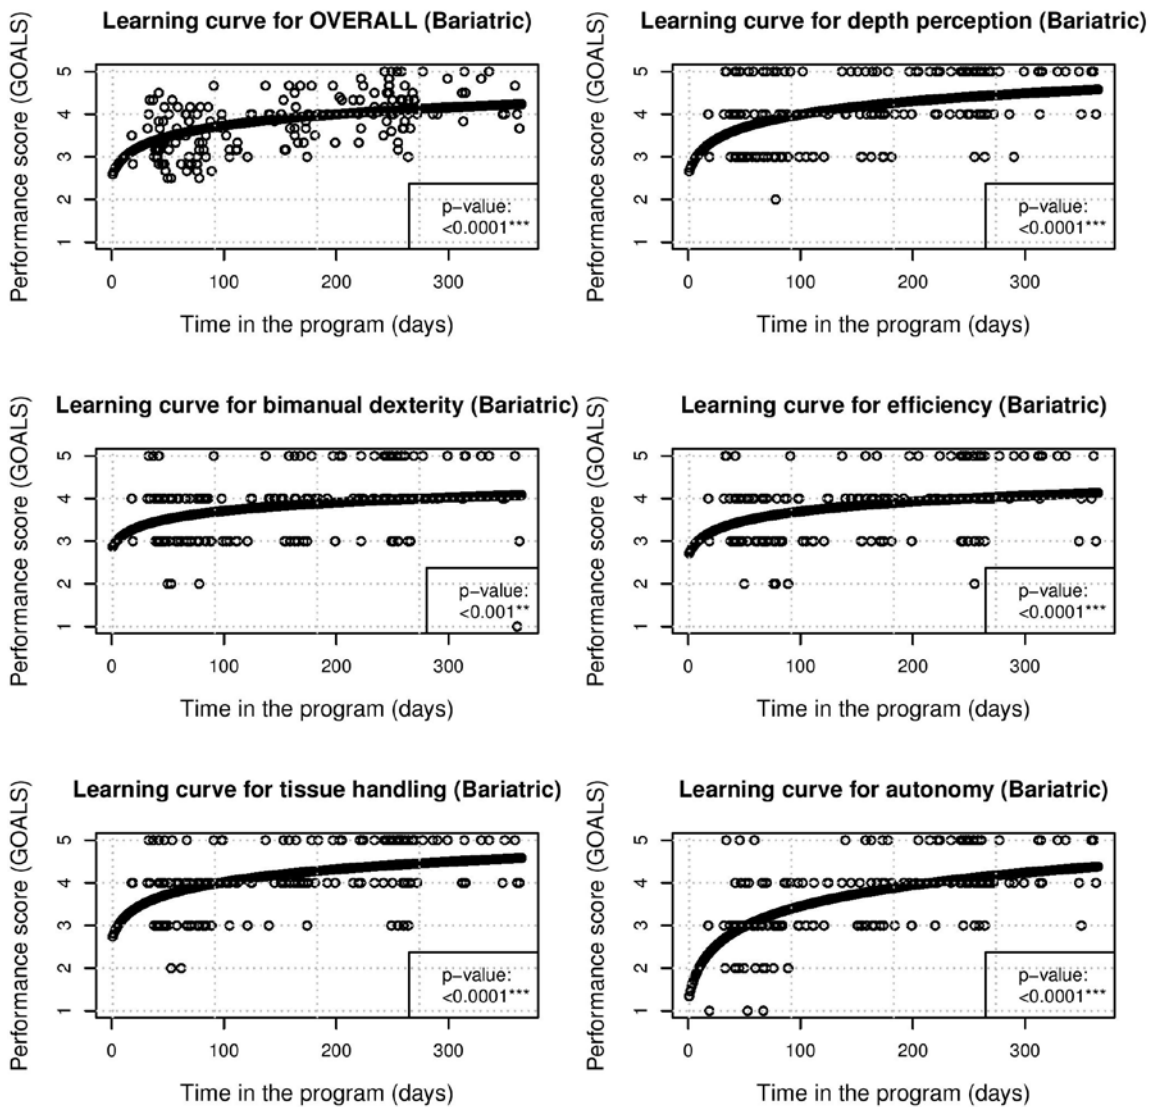 Learning curve for OVERALL (Bariatric)
Performance score (GOALS)
5
4
3
2
1
p-value:
<0.0001***
0 100 200 300
Time in the program (days)
Learning curve for depth perception (Bariatric)
Performance score (GOALS)
5
4
3
2
1
p-value:
<0.0001***
0 100 200 300
Time in the program (days)
Learning curve for bimanual dexterity (Bariatric)
Performance score (GOALS)
5
4
3
2
1
p-value:
<0.001**
0 100 200 300
Time in the program (days)
Learning curve for efficiency (Bariatric)
Performance score (GOALS)
5
4
3
2
1
p-value:
<0.0001***
0 100 200 300
Time in the program (days)
Learning curve for tissue handling (Bariatric)
Performance score (GOALS)
5
4
3
2
1
p-value:
<0.0001***
0 100 200 300
Time in the program (days)
Learning curve for autonomy (Bariatric)
Performance score (GOALS)
5
4
3
2
1
p-value:
<0.0001***
0 100 200 300
Time in the program (days)